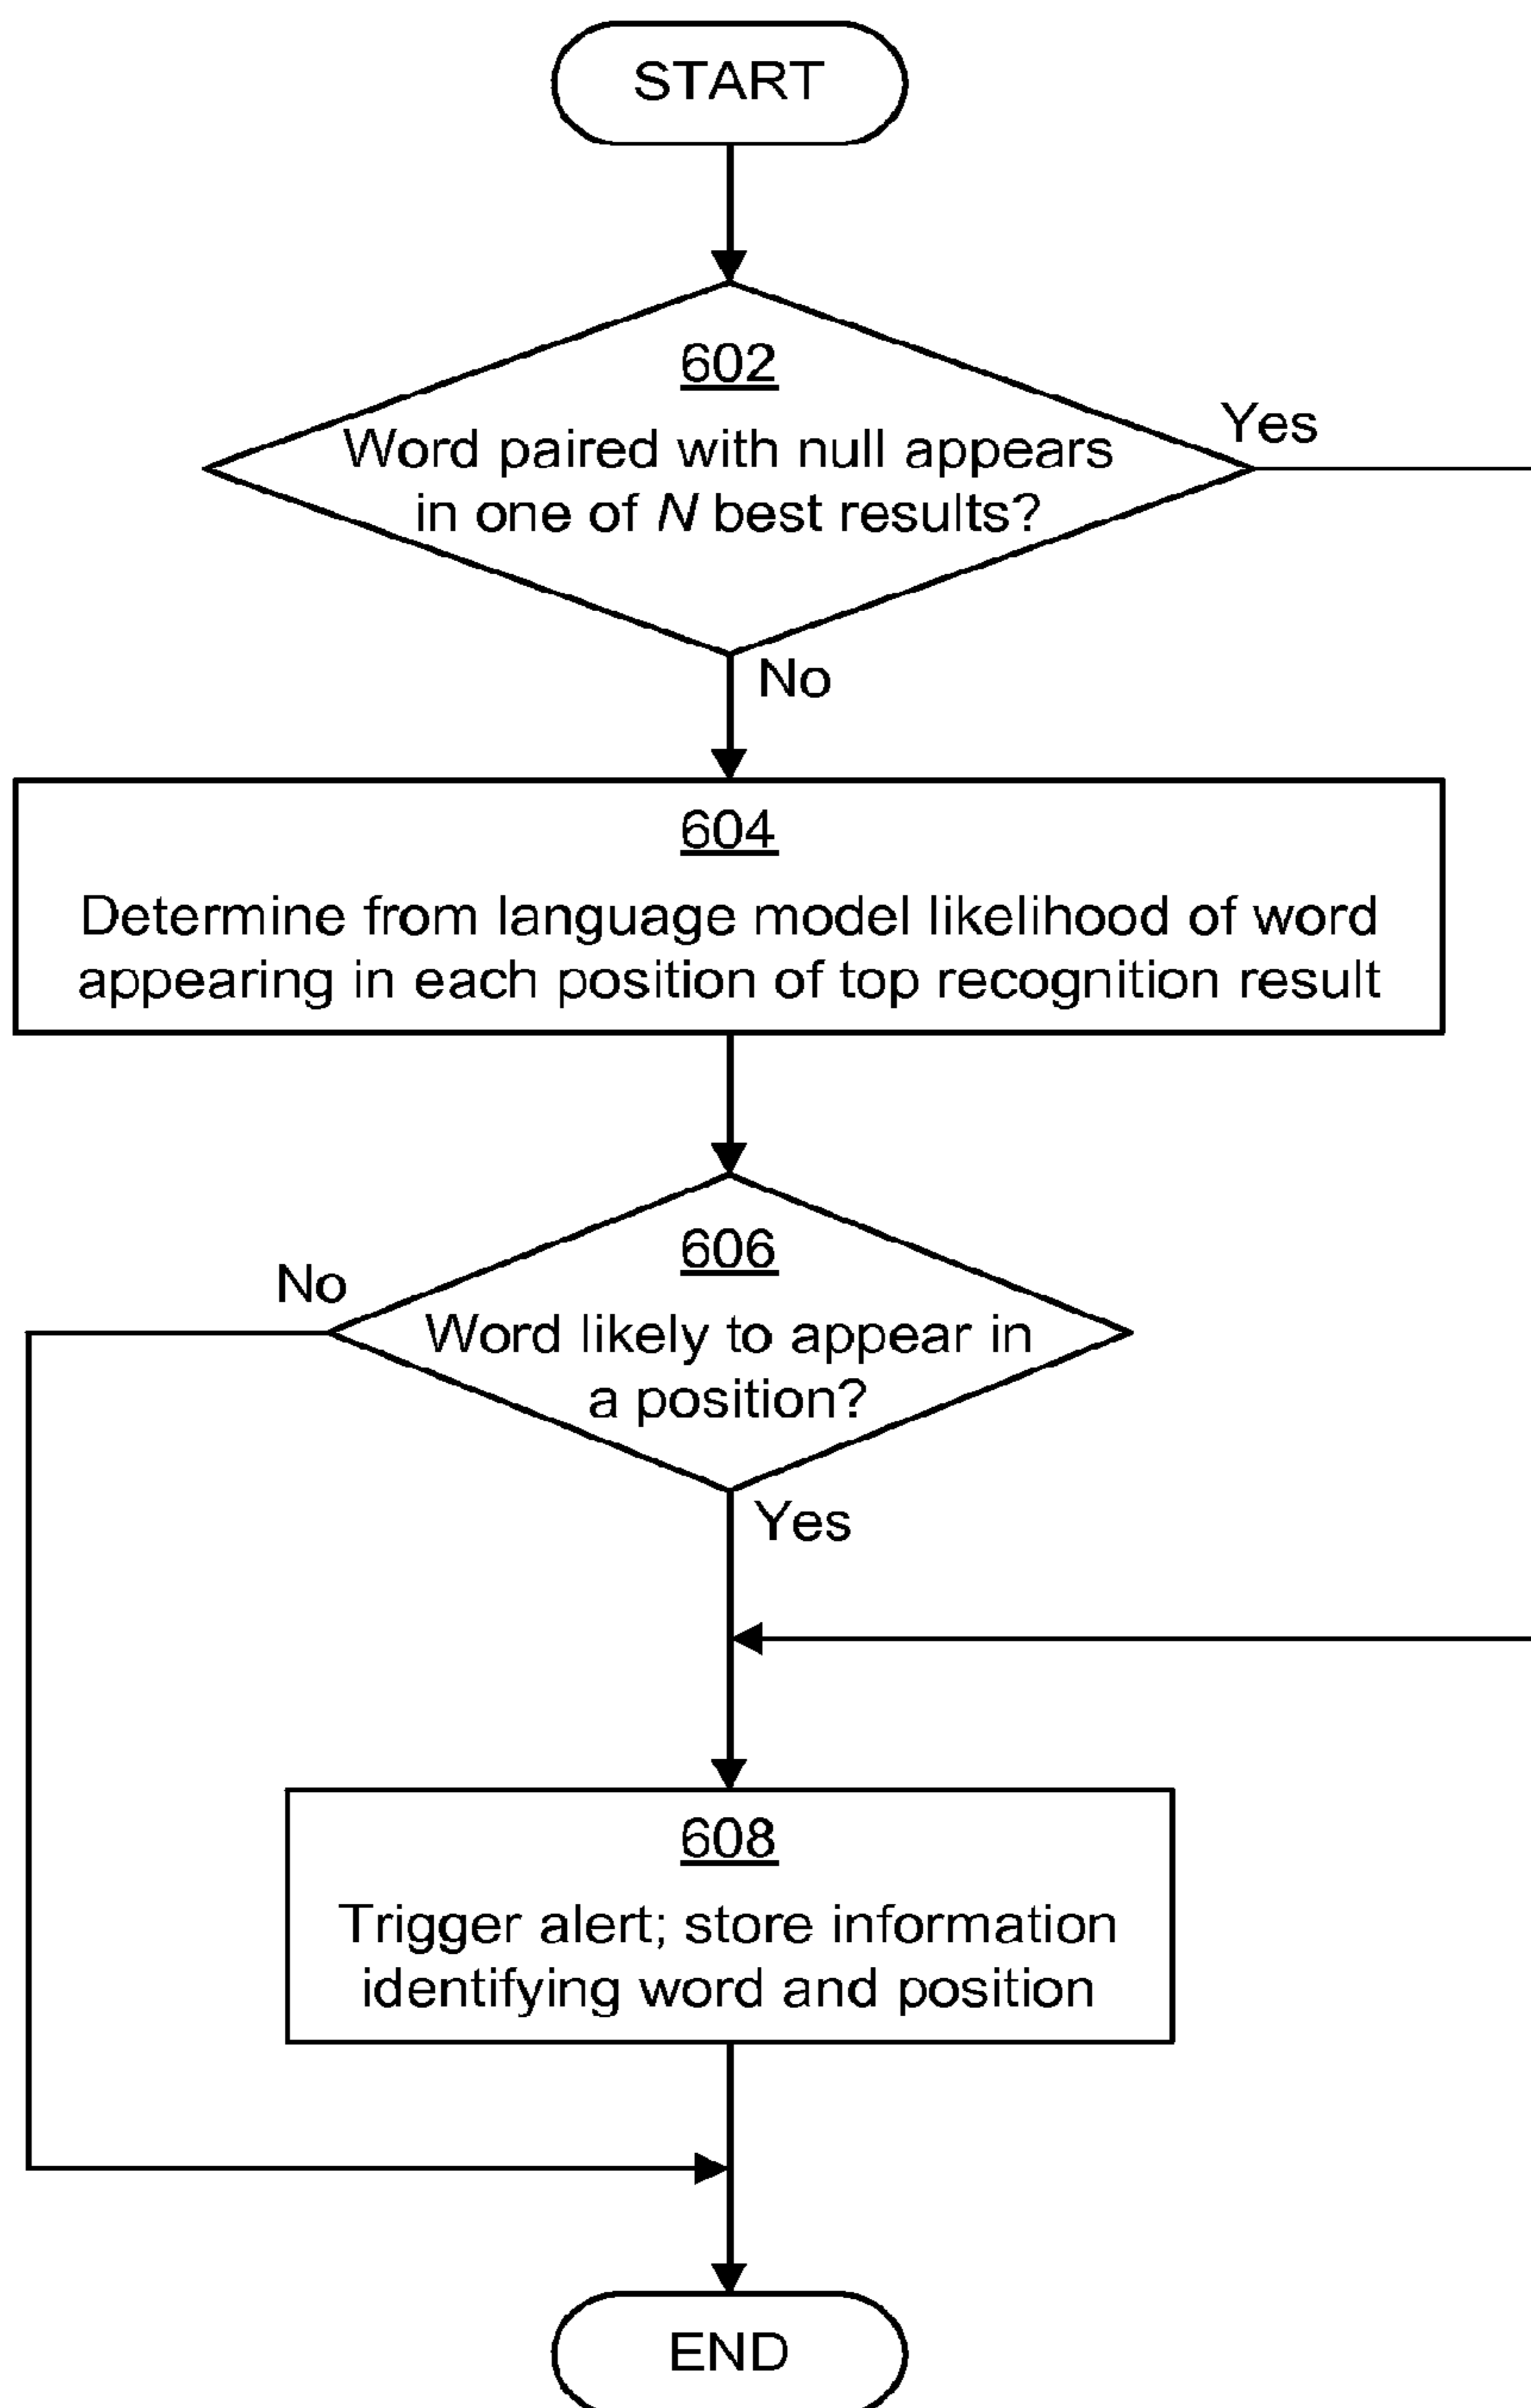 START
602
Word paired with null appears
in one of N best results?
Yes
No
604
Determine from language model likelihood of word
appearing in each position of top recognition result
606
No
Word likely to appear in
a position?
Yes
608
Trigger alert; store information
identifying word and position
END